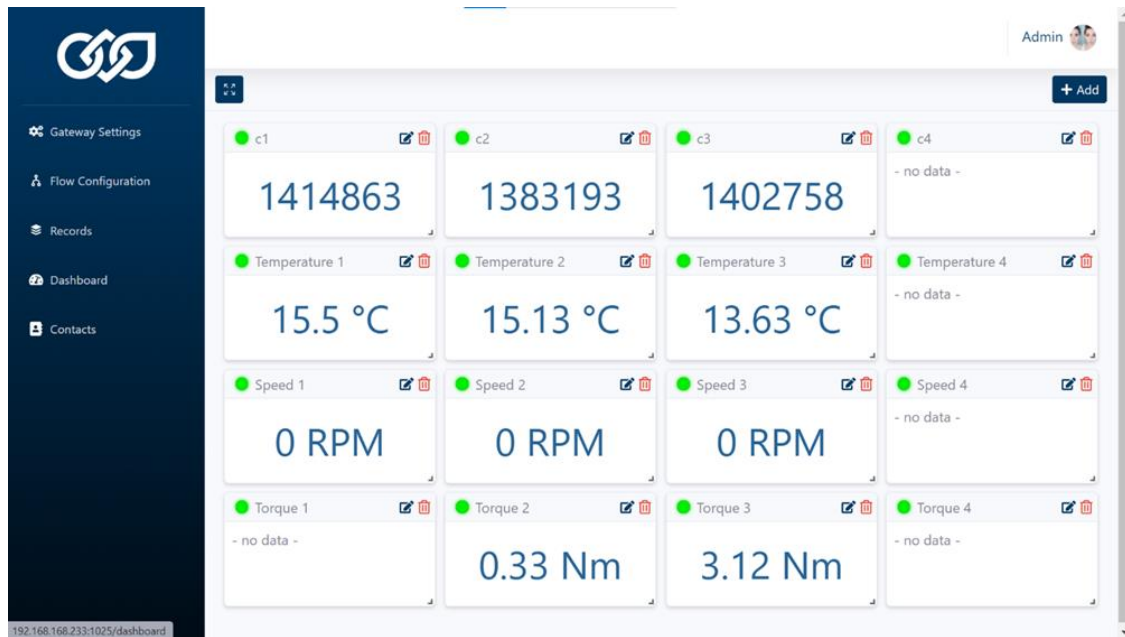 Admin
+ Add
Gateway Settings
Flow Configuration
Records
Dashboard
Contacts
c1
c2
c3
c4
1414863
1383193
1402758
- no data -
Temperature 1
Temperature 2
Temperature 3
Temperature 4
15.5 °C
15.13 °C
13.63 °C
- no data -
Speed 1
Speed 2
Speed 3
Speed 4
0 RPM
0 RPM
0 RPM
- no data -
Torque 1
Torque 2
Torque 3
Torque 4
- no data -
0.33 Nm
3.12 Nm
- no data -
192.168.168.233:1025/dashboard